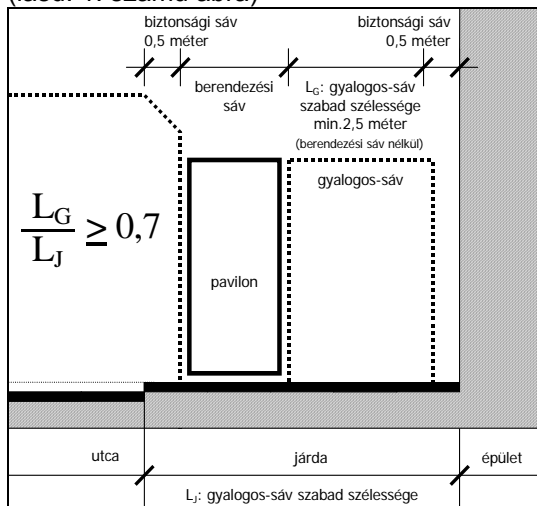 biztonsági sáv
0,5 méter
biztonsági sáv
0,5 méter
berendezési
sáv
LG: gyalogos-sáv
szabad szélessége
min.2,5 méter
(berendezési sáv nélkül)
gyalogos-sáv
LG
LJ
≥ 0,7
pavilon
utca
járda
épület
LJ: gyalogos-sáv szabad szélessége